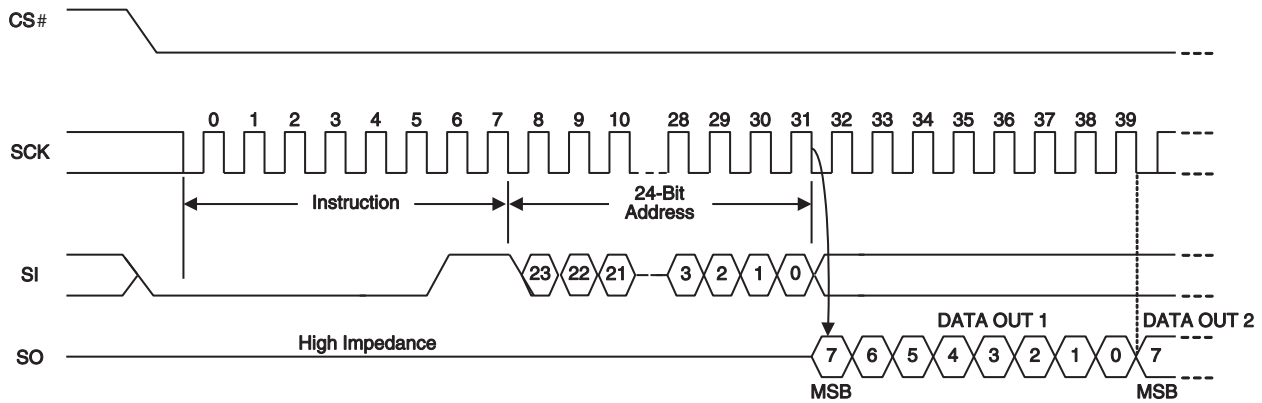 CS#
0 1 2 3 4 5 6 7 8 9 10 28 29 30 31 32 33 34 35 36 37 38 39
SCK
Instruction
24-Bit
Address
SI
23 22 21 3 2 1 0
DATA OUT 1 DATA OUT 2
High Impedance
SO
7 6 5 4 3 2 1 0 7
MSB MSB